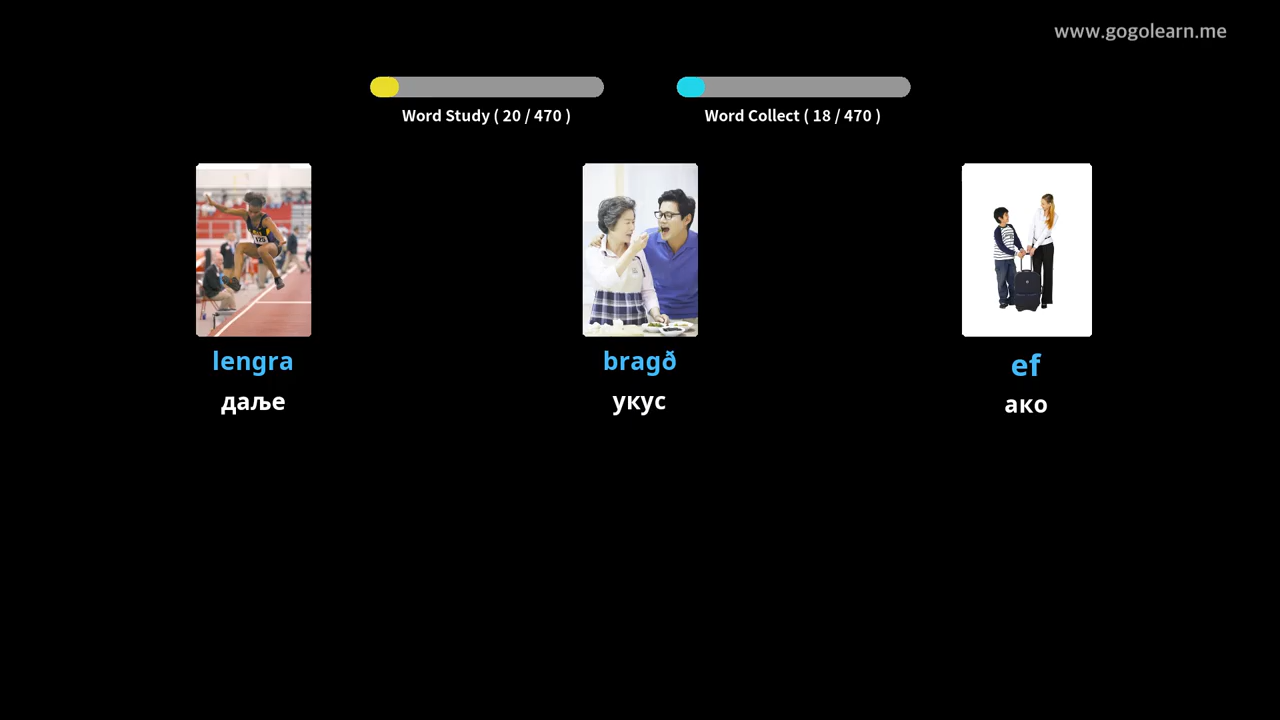 www.gogolearn.me
Word Study ( 20 / 470 )
Word Collect ( 18 / 470 )
lengra
даље
bragð
укус
ef
ако